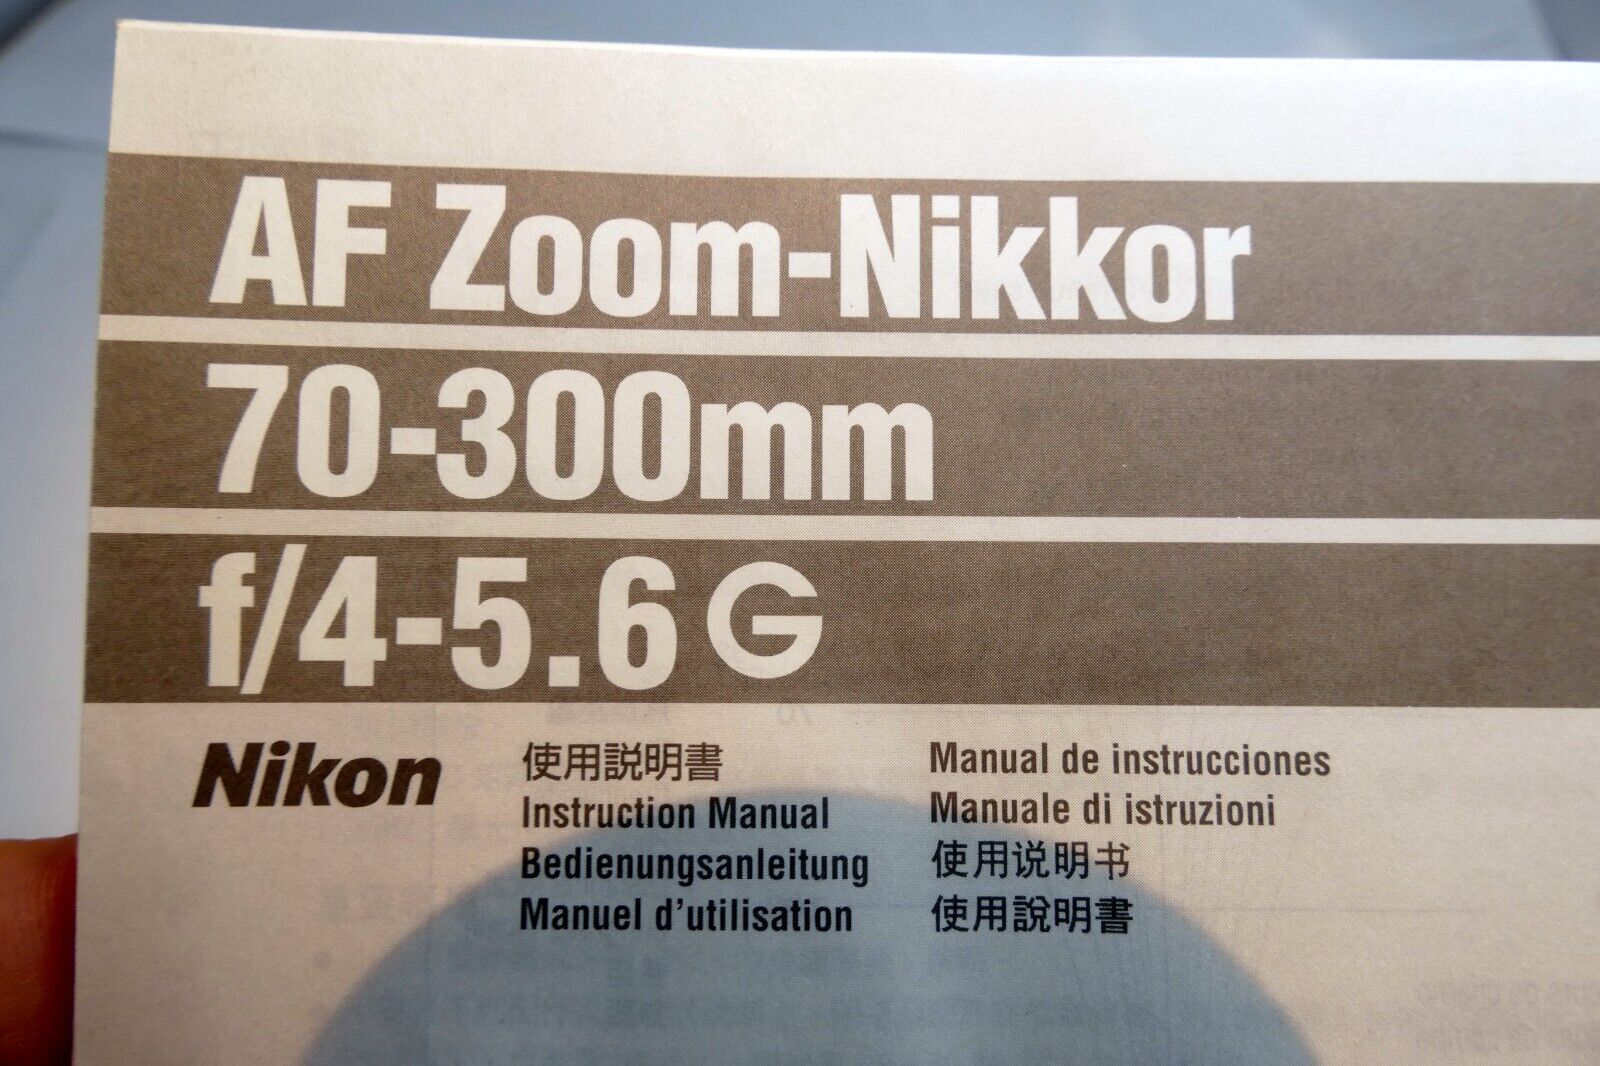 AF Zoom-Nikkor
70-300mm
f/4-5.6 G
Nikon
使用説明書
Instruction Manual
Bedienungsanleitung
Manuel d'utilisation
Manual de instrucciones
Manuale di istruzioni
使用说明书
使用說明書